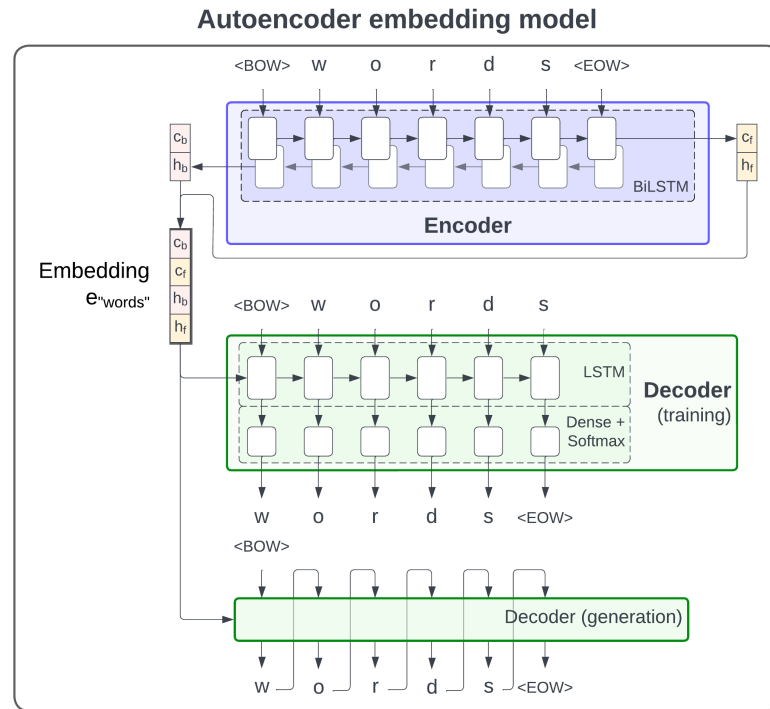 Autoencoder embedding model
<BOW> w o r d s <EOW>
c_b
h_b
c_f
h_f
BiLSTM
Encoder
Embedding
e"words"
c_b
c_f
h_b
h_f
<BOW> w o r d s
LSTM
Decoder
(training)
Dense +
Softmax
w o r d s <EOW>
<BOW>
Decoder (generation)
w o r d s <EOW>